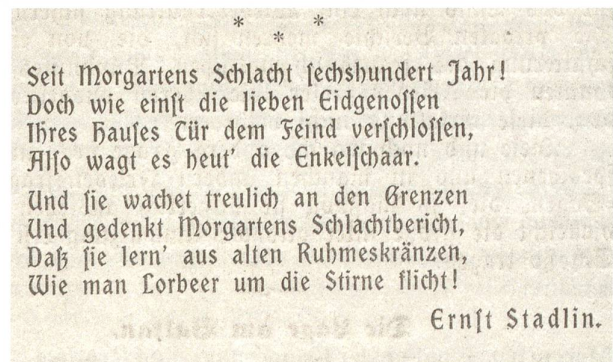 * *
*
Seit Morgartens Schlacht sechshundert Jahr!
Doch wie einst die lieben Eidgenossen
Ihres Hauses Tür dem Feind verschlossen,
Also wagt es heut' die Enkelschaar.
Und sie wachet treulich an den Grenzen
Und gedenkt Morgartens Schlachtbericht,
Daß sie lern' aus alten Ruhmeskränzen,
Wie man Lorbeer um die Stirne flicht!
Ernst Stadlin.